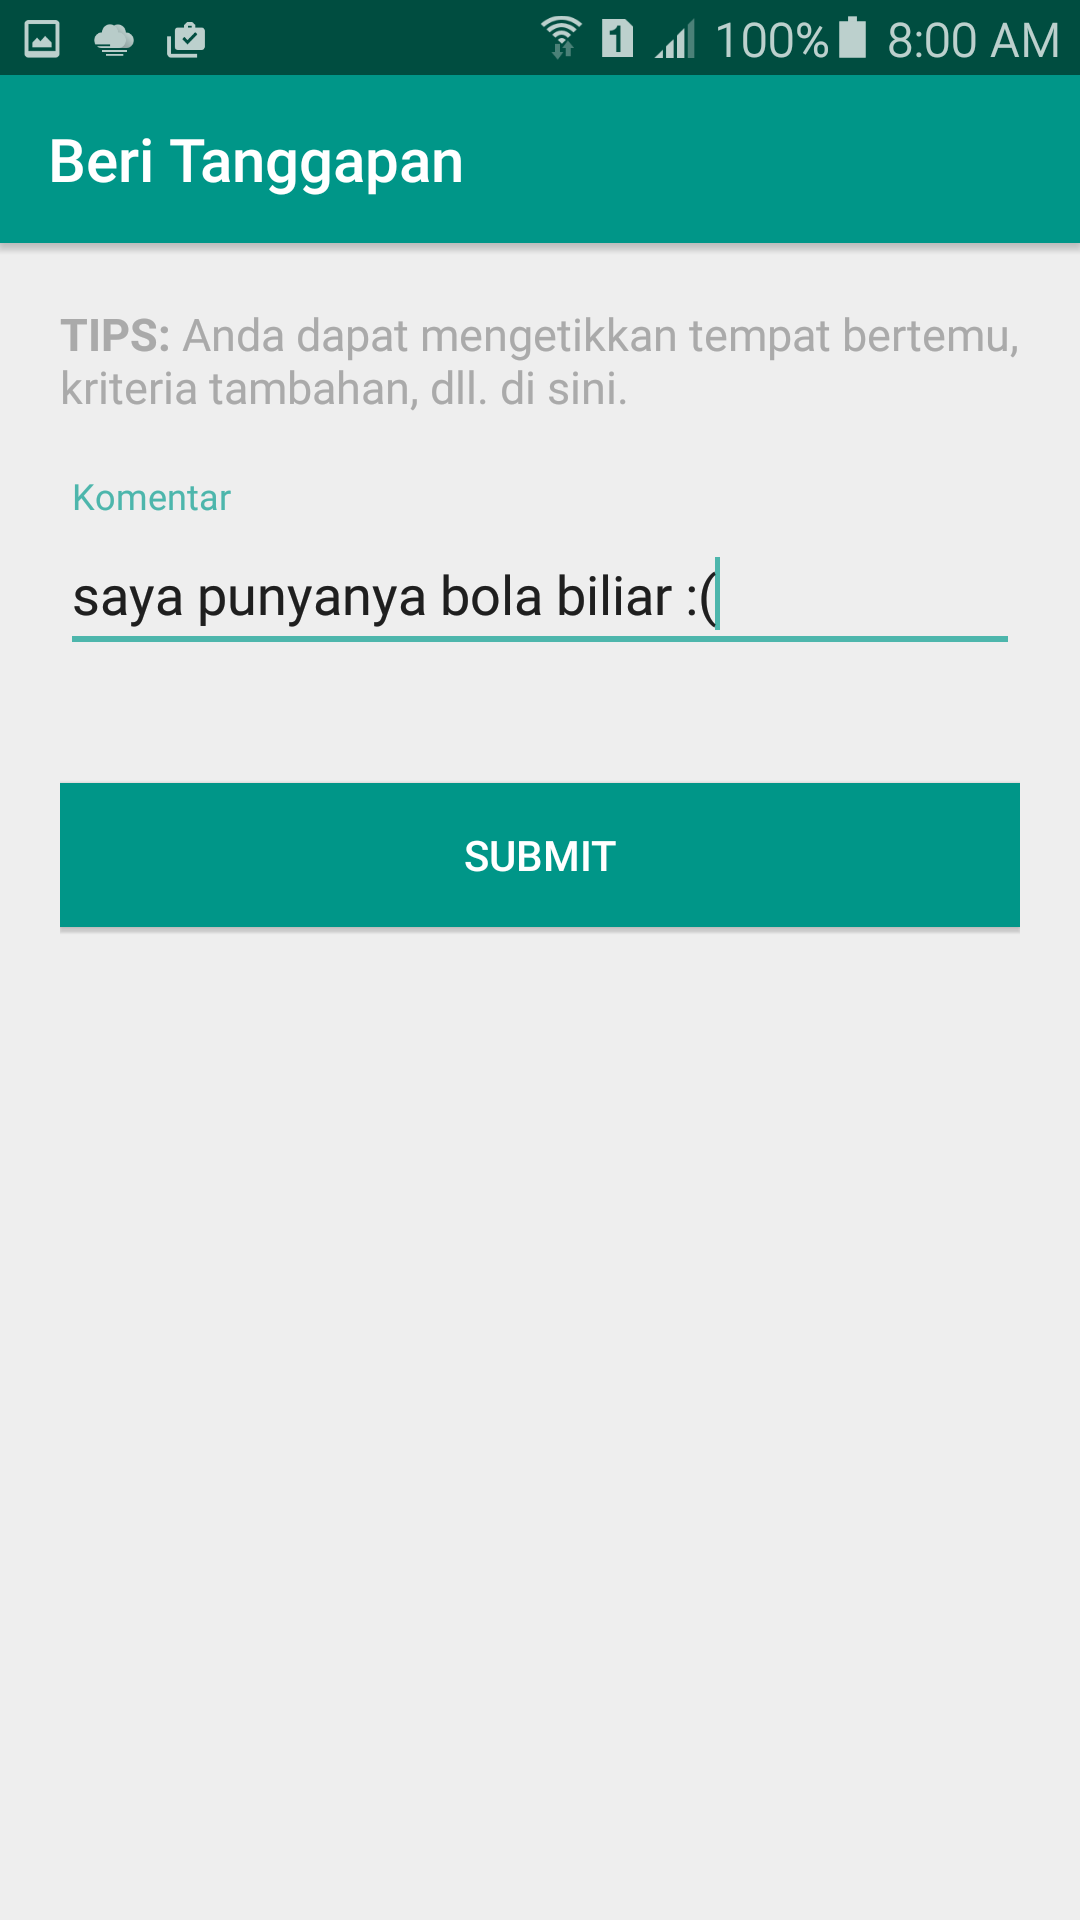 1 100% 8:00 AM
Beri Tanggapan
TIPS: Anda dapat mengetikkan tempat bertemu,
kriteria tambahan, dll. di sini.
Komentar
saya punyanya bola biliar :(
SUBMIT